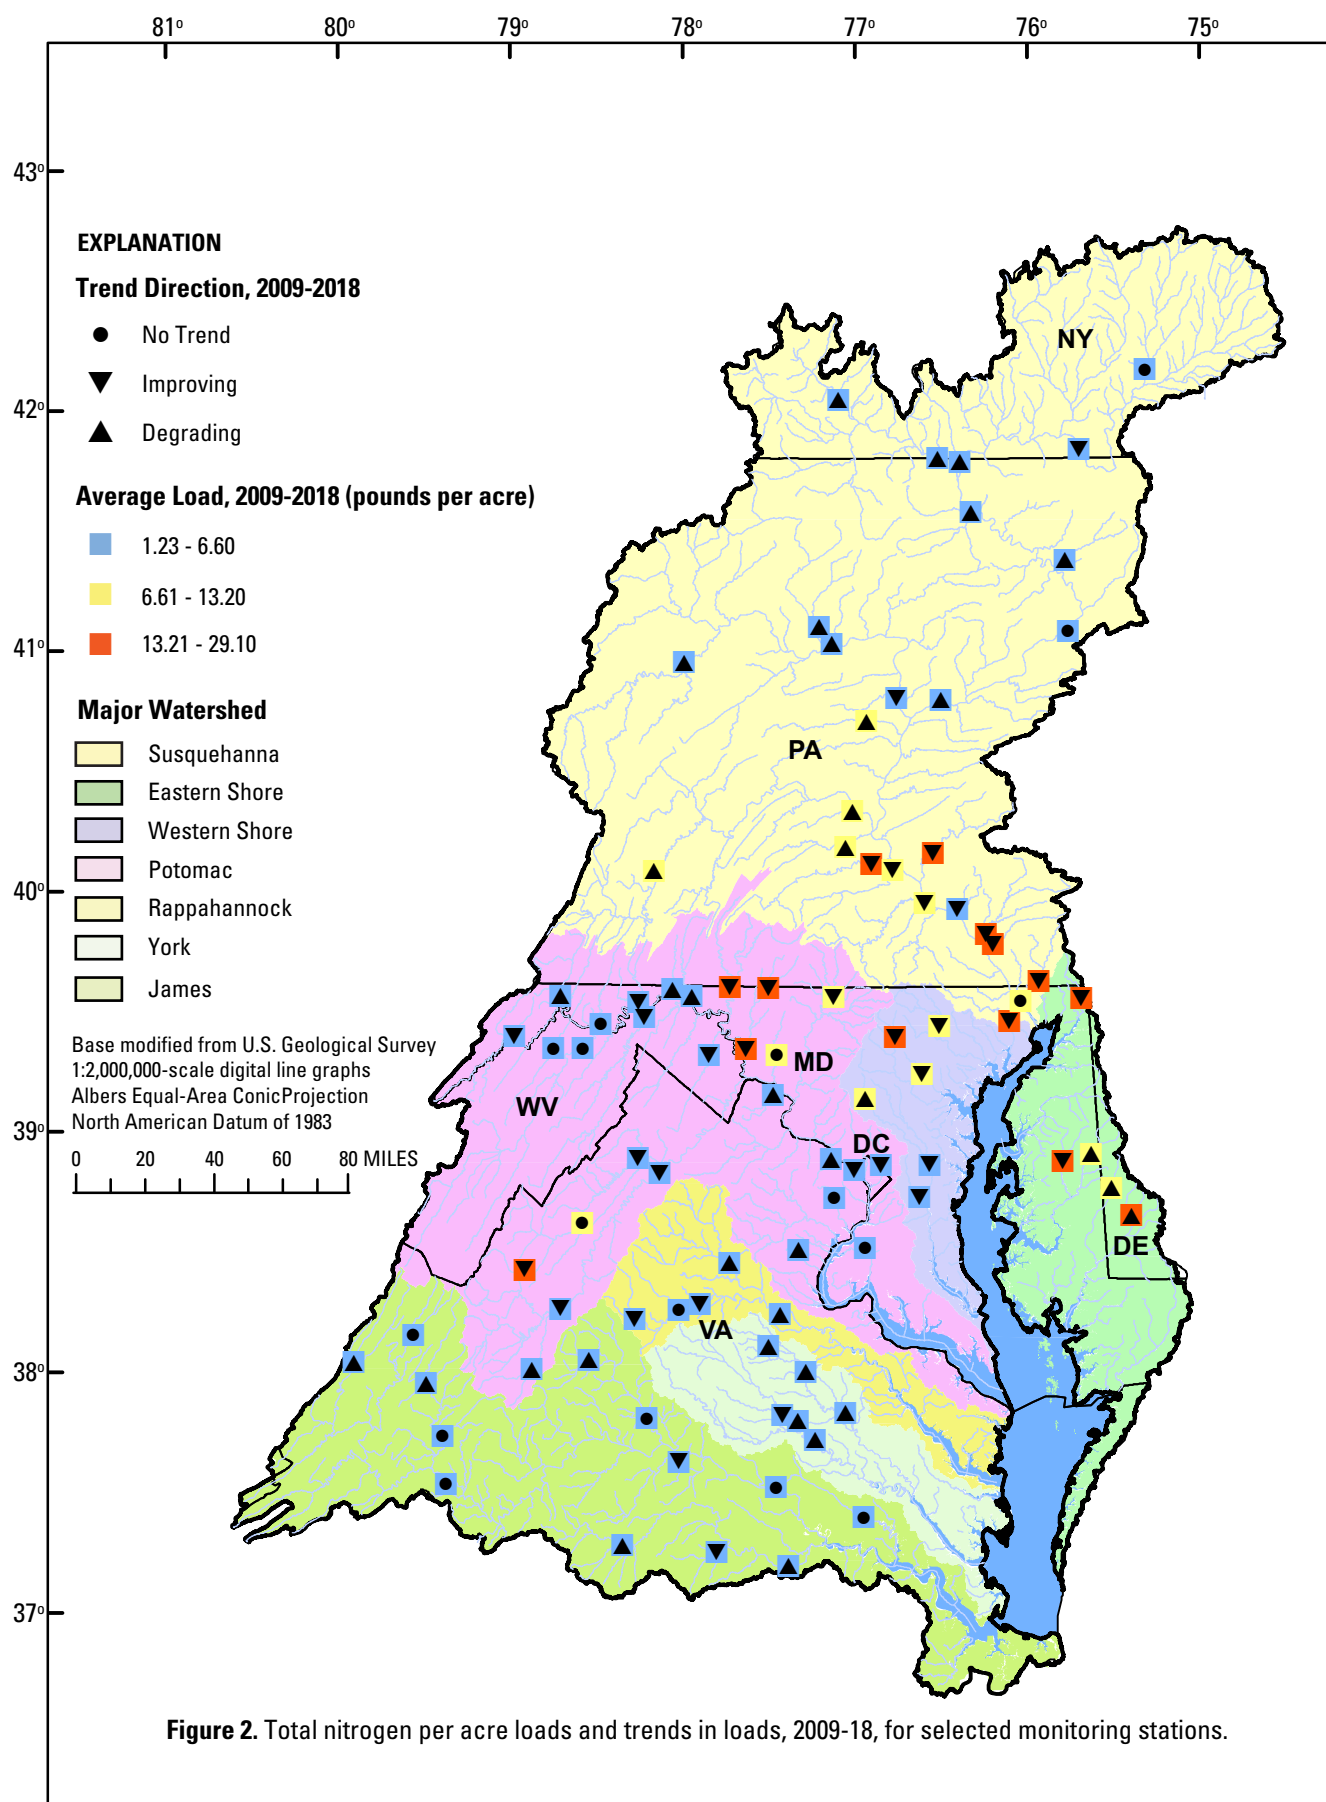 81° 80° 79° 78° 77° 76° 75°
43°
EXPLANATION
Trend Direction, 2009-2018
No Trend
NY
Improving
42°
Degrading
Average Load, 2009-2018 (pounds per acre)
1.23 - 6.60
6.61 - 13.20
13.21 - 29.10
41°
Major Watershed
Susquehanna
PA
Eastern Shore
Western Shore
Potomac
40°
Rappahannock
York
James
Base modified from U.S. Geological Survey
1:2,000,000-scale digital line graphs
Albers Equal-Area ConicProjection
North American Datum of 1983
MD
WV
39°
DC
0 20 40 60 80 MILES
DE
VA
38°
37°
Figure 2. Total nitrogen per acre loads and trends in loads, 2009-18, for selected monitoring stations.